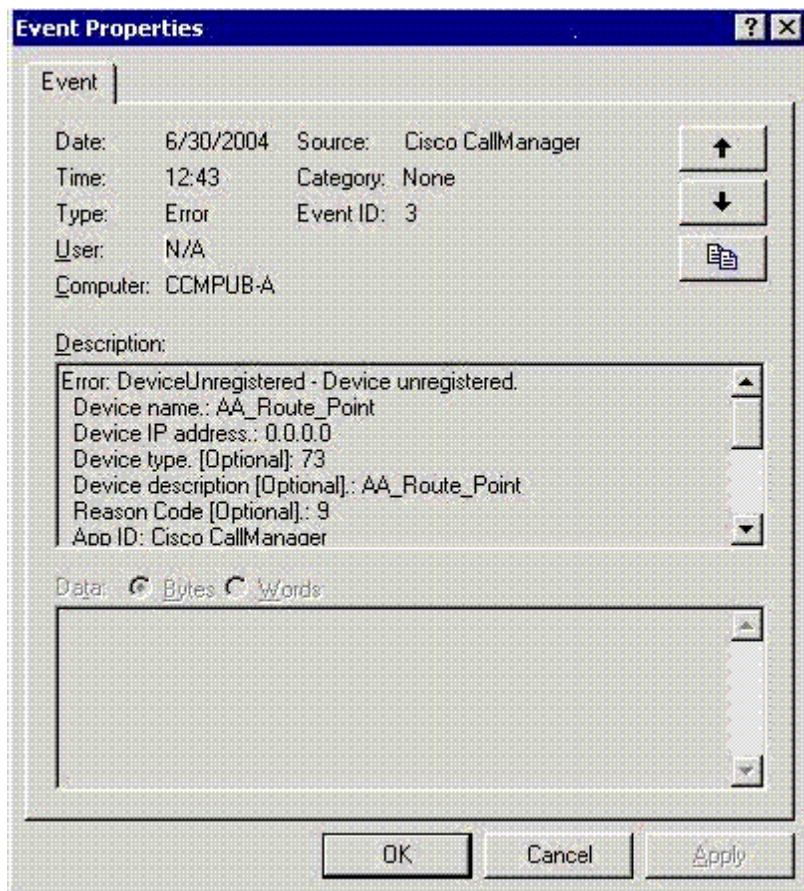 Event Properties
Event
Date: 6/30/2004 Source: Cisco CallManager
Time: 12:43 Category: None
Type: Error Event ID: 3
User: N/A
Computer: CCMPUB-A
Description:
Error: DeviceUnregistered - Device unregistered.
Device name.: AA_Route_Point
Device IP address.: 0.0.0.0
Device type. [Optional]: 73
Device description [Optional].: AA_Route_Point
Reason Code [Optional].: 9
App ID: Cisco CallManager
Data: Bytes Words
OK Cancel Apply